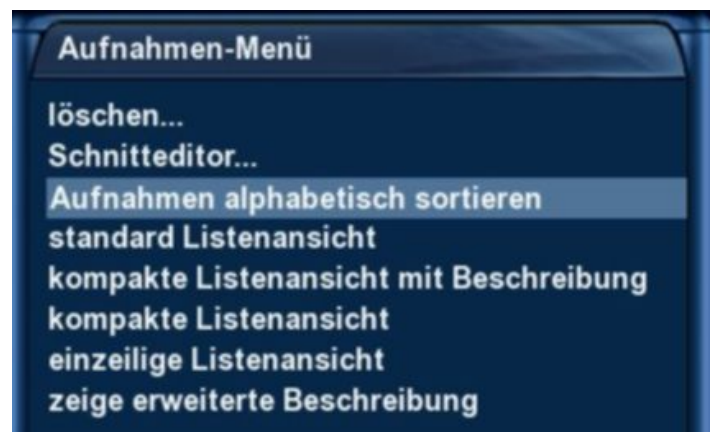 Aufnahmen-Menü
löschen...
Schnitteditor...
Aufnahmen alphabetisch sortieren
standard Listenansicht
kompakte Listenansicht mit Beschreibung
kompakte Listenansicht
einzeilige Listenansicht
zeige erweiterte Beschreibung